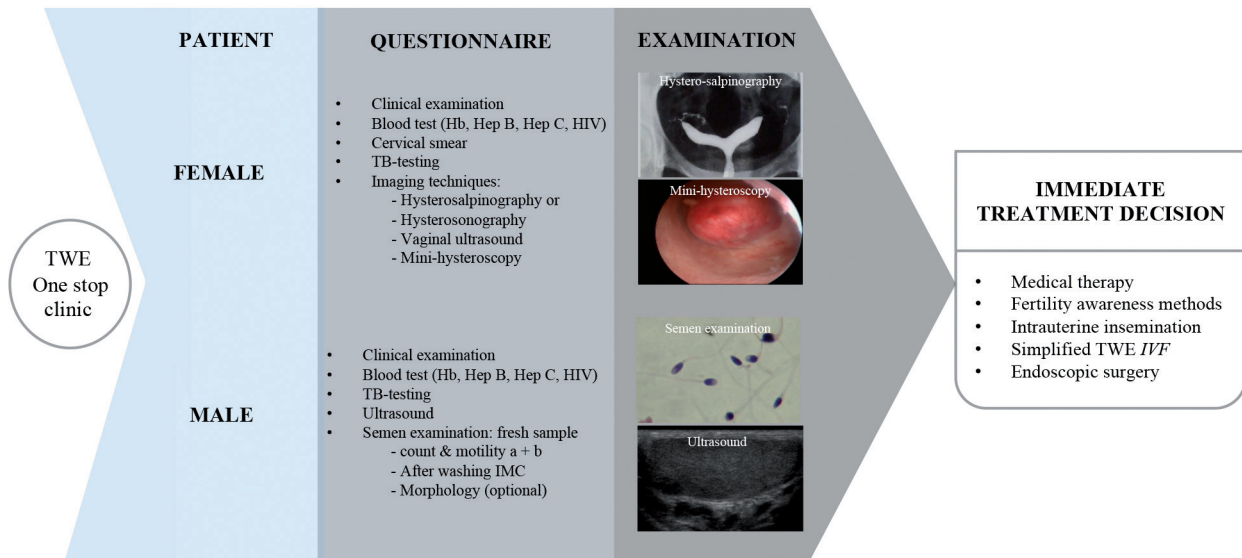 TWE
One stop
clinic
PATIENT
FEMALE
MALE
QUESTIONNAIRE
• Clinical examination
• Blood test (Hb, Hep B, Hep C, HIV)
• Cervical smear
• TB-testing
• Imaging techniques:
- Hysterosalpinography or
- Hysterosonography
- Vaginal ultrasound
- Mini-hysteroscopy
• Clinical examination
• Blood test (Hb, Hep B, Hep C, HIV)
• TB-testing
• Ultrasound
• Semen examination: fresh sample
- count & motility a + b
- After washing IMC
- Morphology (optional)
EXAMINATION
Hystero-salpinography
Mini-hysteroscopy
Semen examination
Ultrasound
IMMEDIATE
TREATMENT DECISION
• Medical therapy
• Fertility awareness methods
• Intrauterine insemination
• Simplified TWE IVF
• Endoscopic surgery